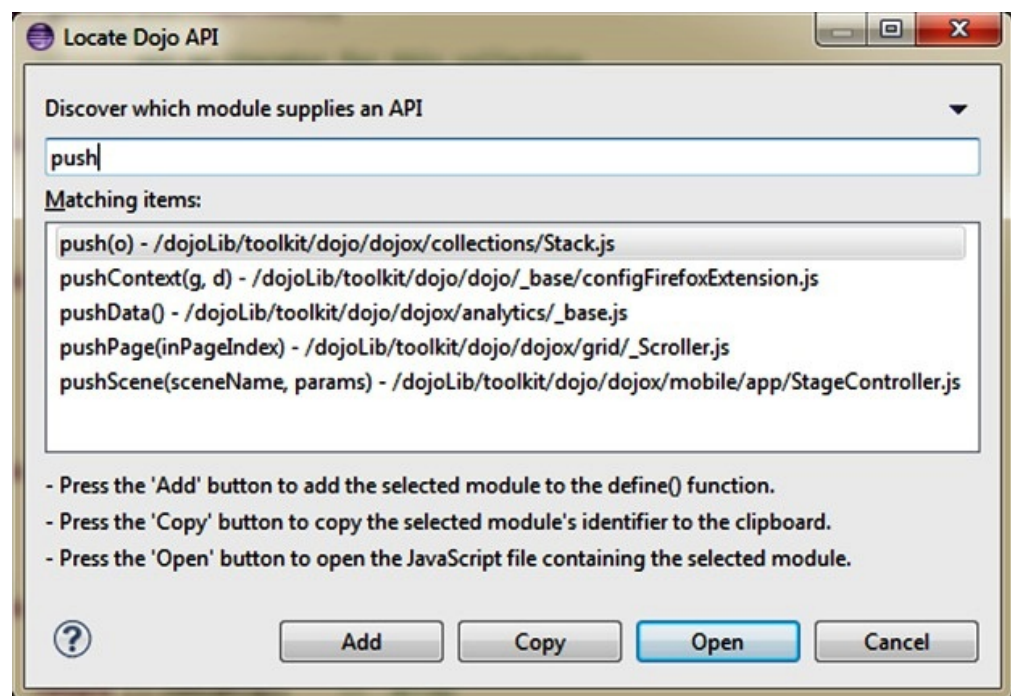 Locate Dojo API
Discover which module supplies an API
push
Matching items:
push(o) - /dojoLib/toolkit/dojo/dojox/collections/Stack.js
pushContext(g, d) - /dojoLib/toolkit/dojo/dojo/_base/configFirefoxExtension.js
pushData() - /dojoLib/toolkit/dojo/dojox/analytics/_base.js
pushPage(inPageIndex) - /dojoLib/toolkit/dojo/dojox/grid/_Scroller.js
pushScene(sceneName, params) - /dojoLib/toolkit/dojo/dojox/mobile/app/StageController.js
- Press the 'Add' button to add the selected module to the define() function.
- Press the 'Copy' button to copy the selected module's identifier to the clipboard.
- Press the 'Open' button to open the JavaScript file containing the selected module.
? Add Copy Open Cancel